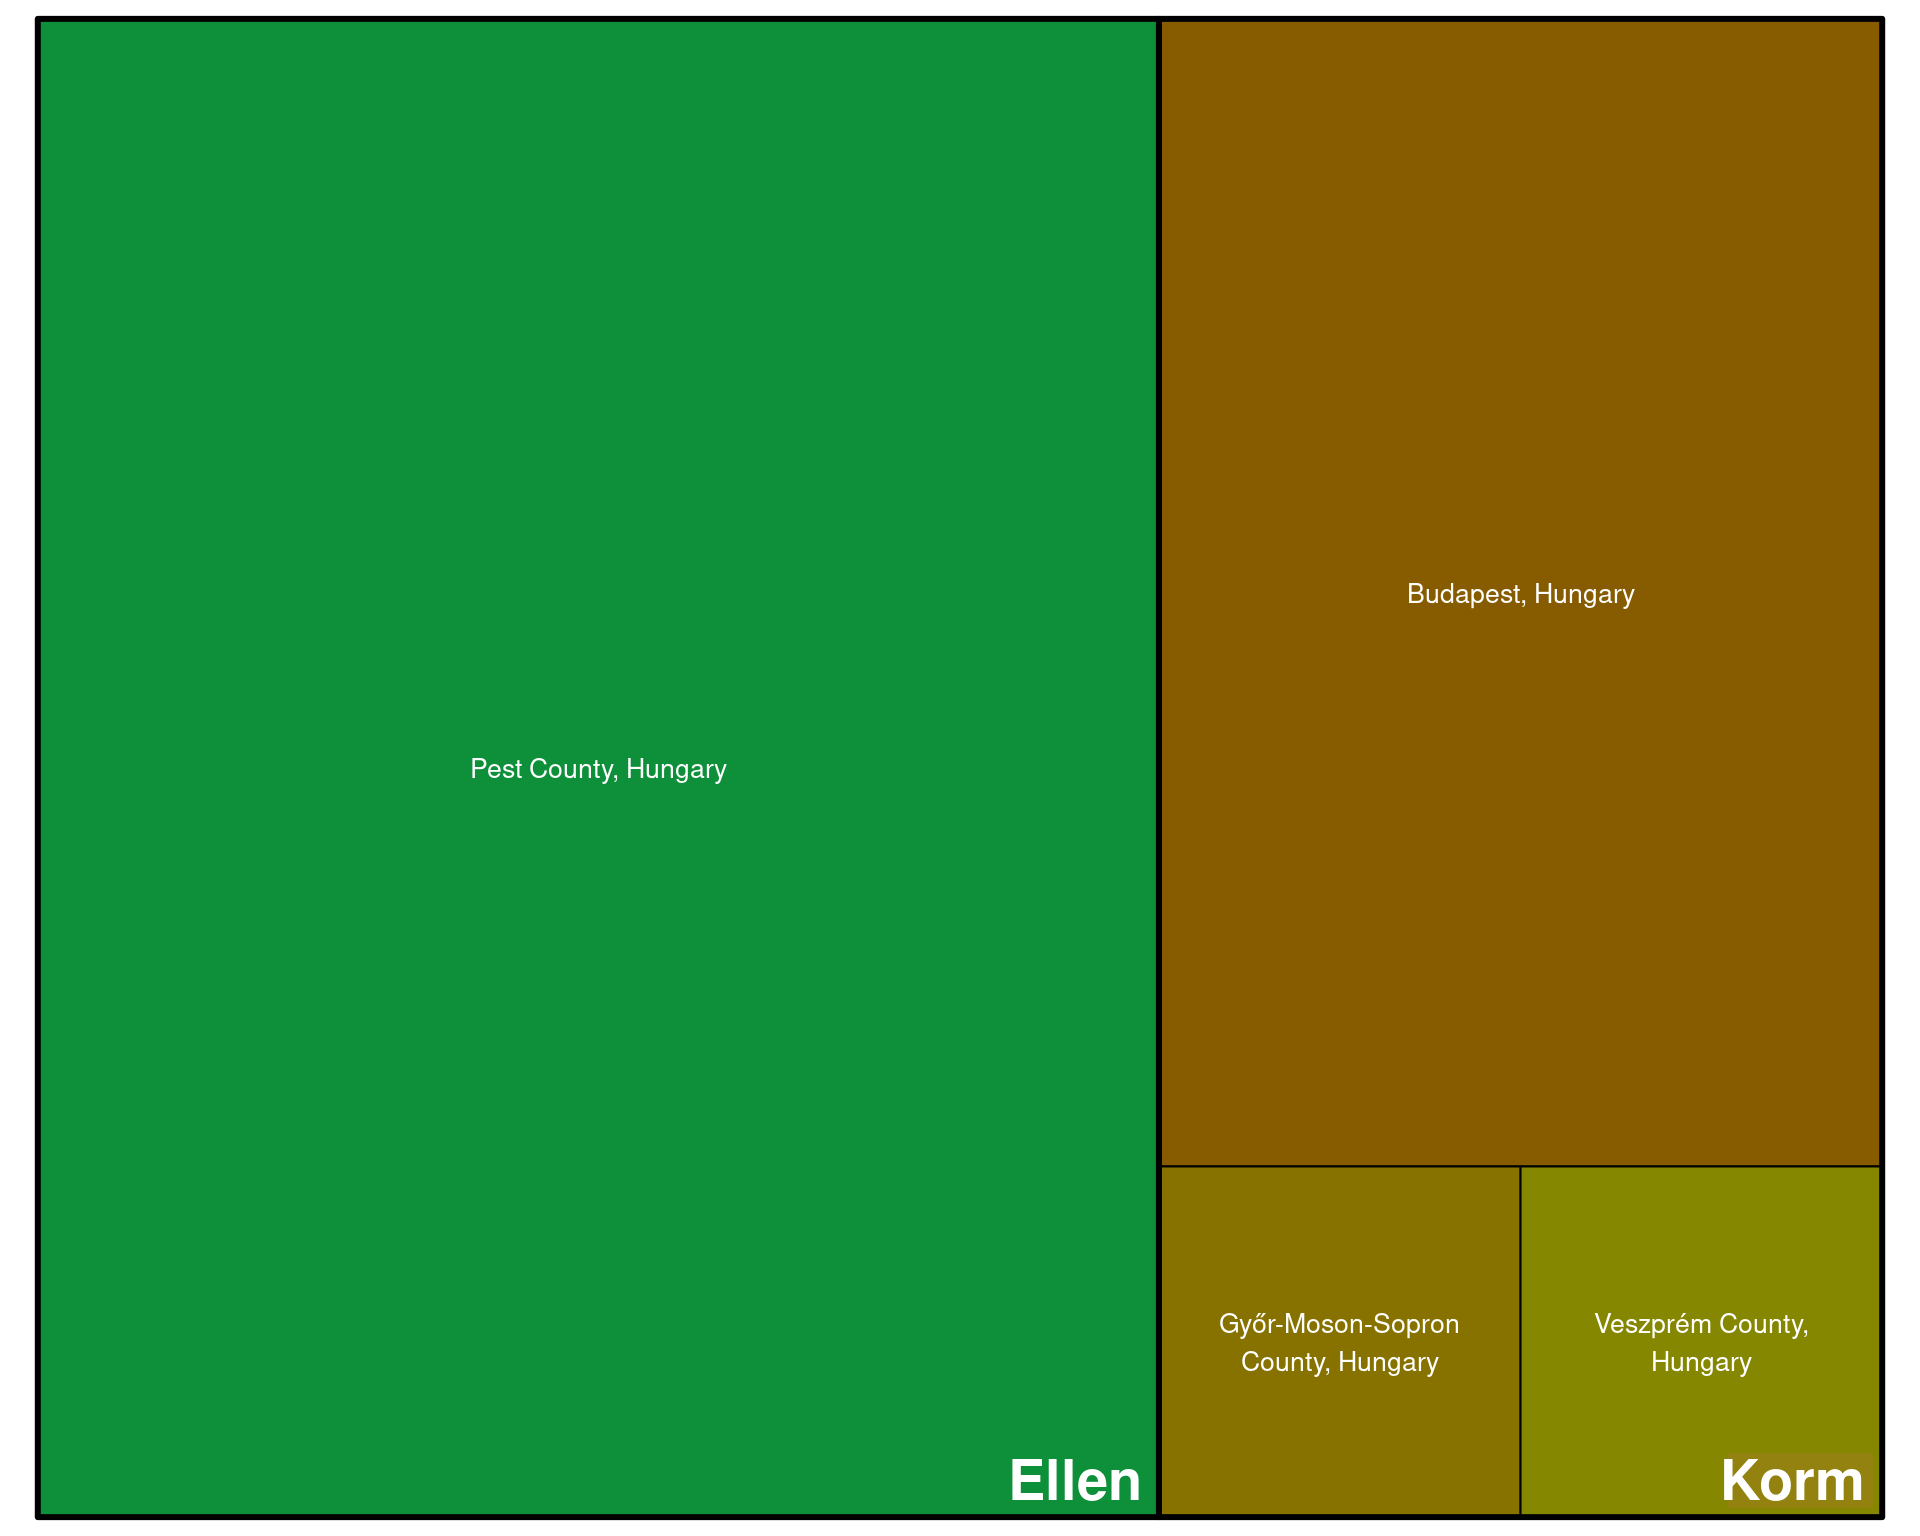 Budapest, Hungary
Pest County, Hungary
Győr-Moson-Sopron
County, Hungary
Veszprém County,
Hungary
Ellen
Korm